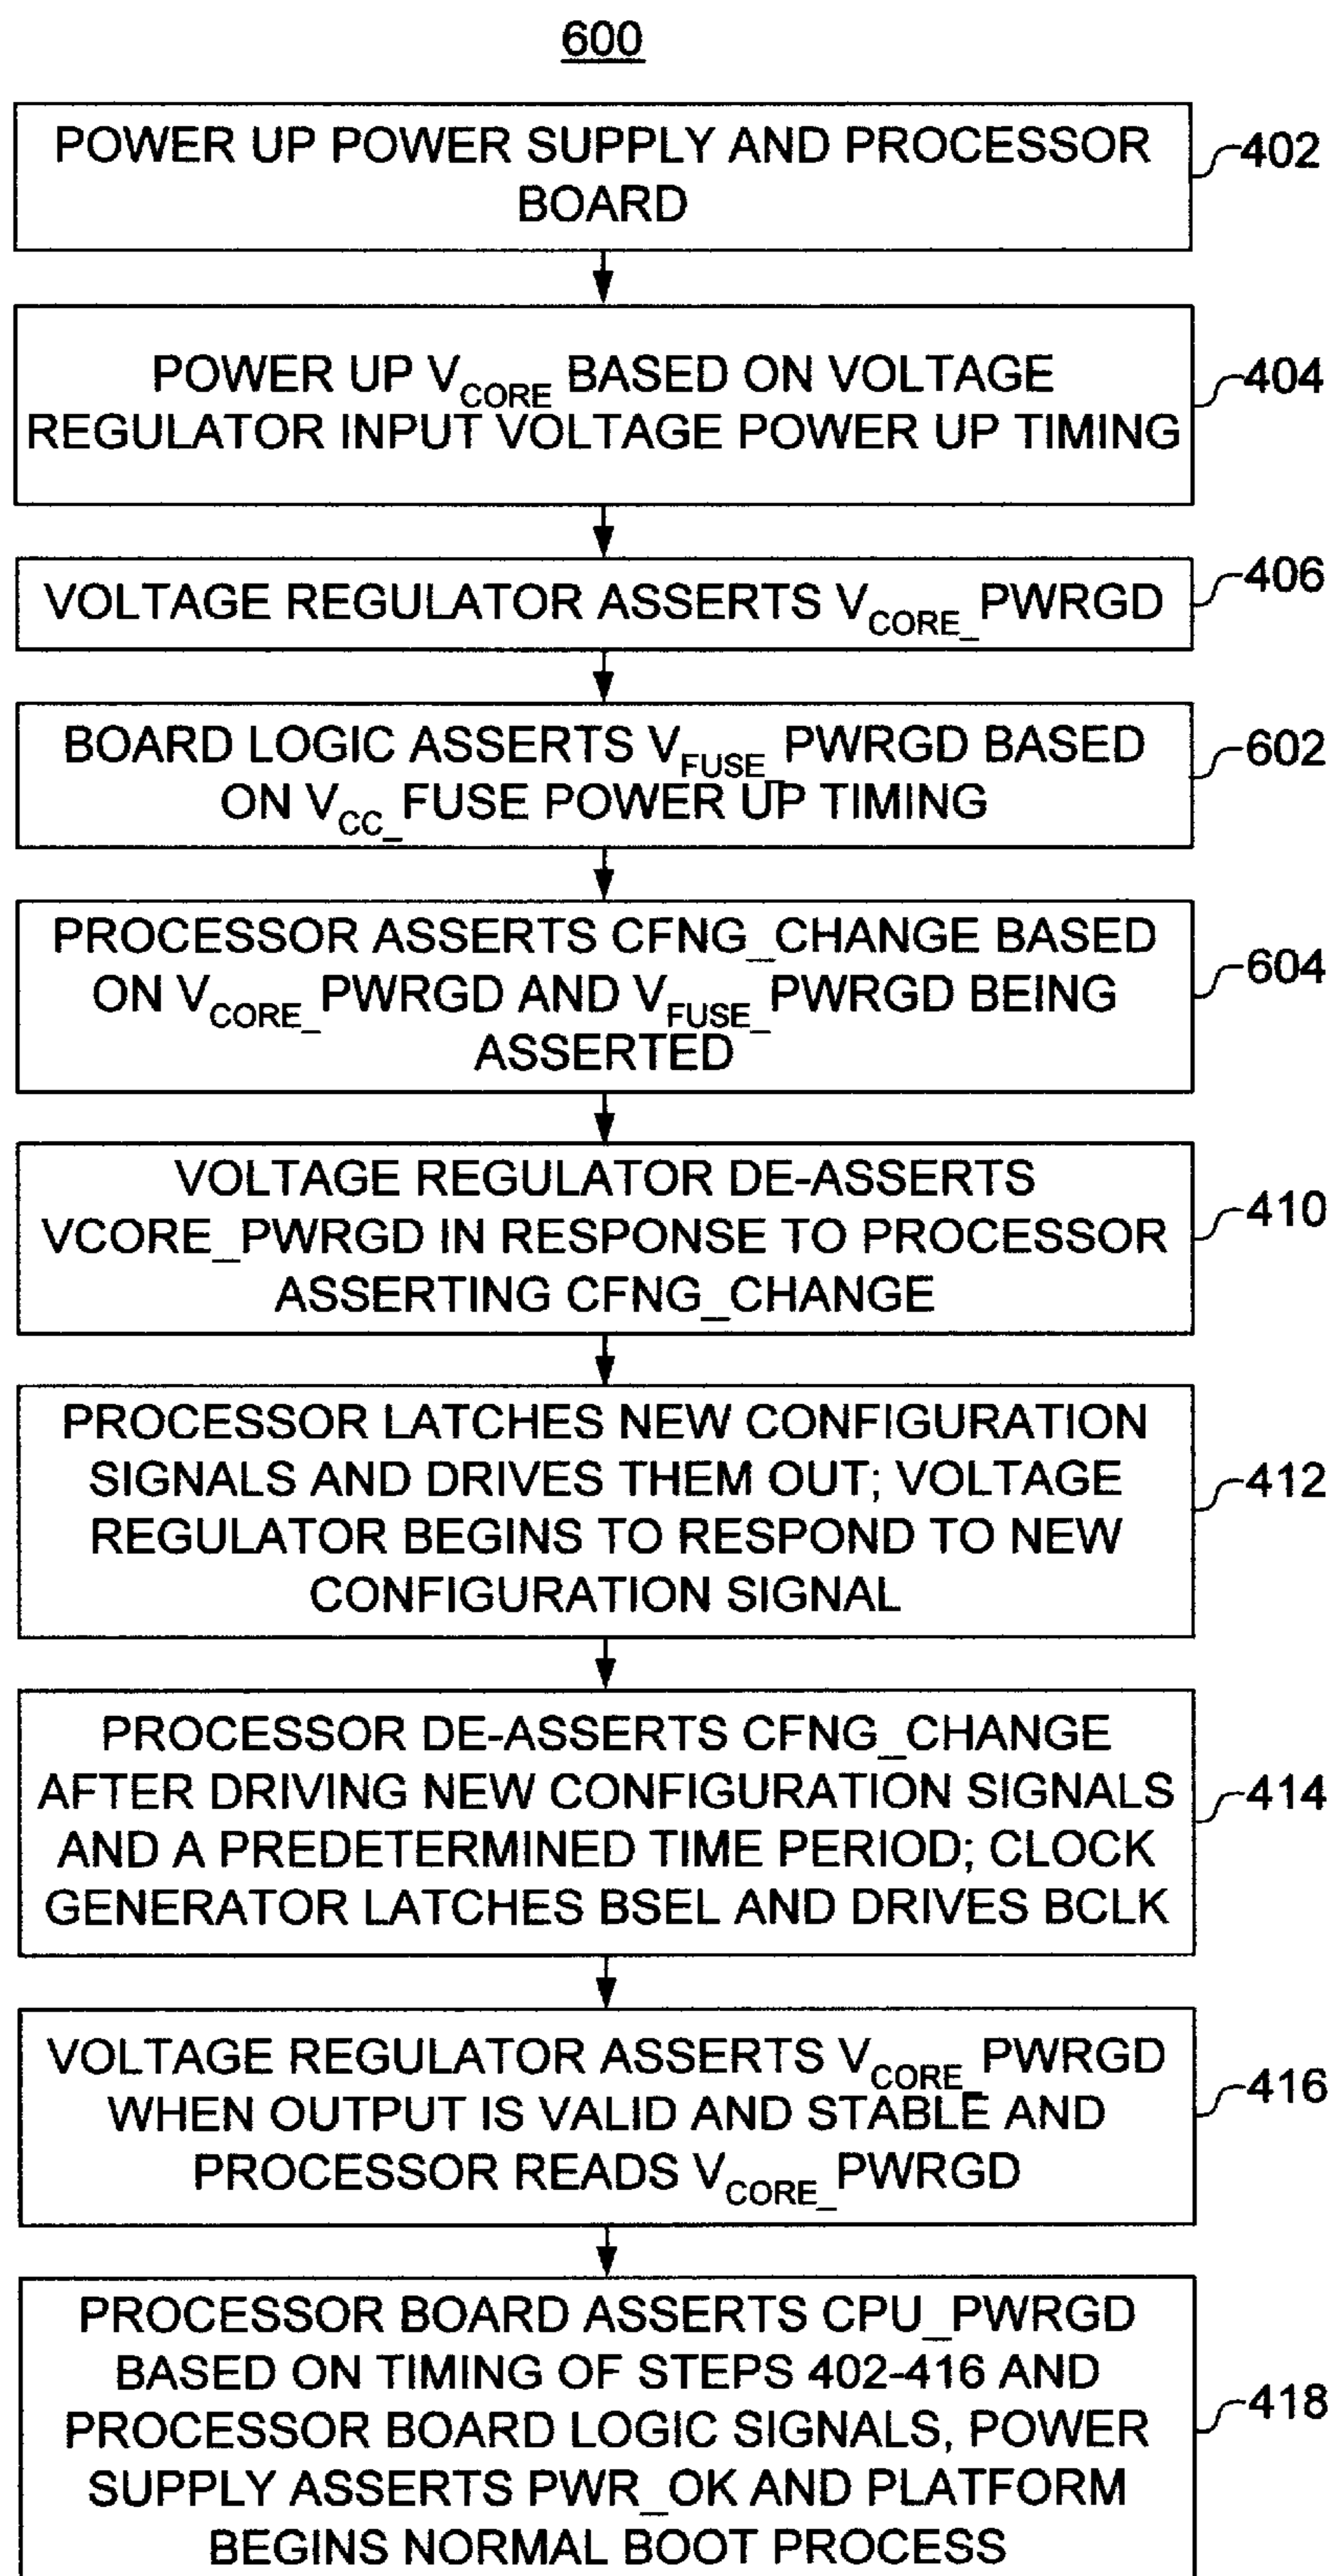 600
POWER UP POWER SUPPLY AND PROCESSOR
BOARD
402
POWER UP VCORE BASED ON VOLTAGE
REGULATOR INPUT VOLTAGE POWER UP TIMING
404
VOLTAGE REGULATOR ASSERTS VCORE_PWRGD
406
BOARD LOGIC ASSERTS VFUSE_PWRGD BASED
ON VCC_FUSE POWER UP TIMING
602
PROCESSOR ASSERTS CFNG_CHANGE BASED
ON VCORE_PWRGD AND VFUSE_PWRGD BEING
ASSERTED
604
VOLTAGE REGULATOR DE-ASSERTS
VCORE_PWRGD IN RESPONSE TO PROCESSOR
ASSERTING CFNG_CHANGE
410
PROCESSOR LATCHES NEW CONFIGURATION
SIGNALS AND DRIVES THEM OUT; VOLTAGE
REGULATOR BEGINS TO RESPOND TO NEW
CONFIGURATION SIGNAL
412
PROCESSOR DE-ASSERTS CFNG_CHANGE
AFTER DRIVING NEW CONFIGURATION SIGNALS
AND A PREDETERMINED TIME PERIOD; CLOCK
GENERATOR LATCHES BSEL AND DRIVES BCLK
414
VOLTAGE REGULATOR ASSERTS VCORE_PWRGD
WHEN OUTPUT IS VALID AND STABLE AND
PROCESSOR READS VCORE_PWRGD
416
PROCESSOR BOARD ASSERTS CPU_PWRGD
BASED ON TIMING OF STEPS 402-416 AND
PROCESSOR BOARD LOGIC SIGNALS, POWER
SUPPLY ASSERTS PWR_OK AND PLATFORM
BEGINS NORMAL BOOT PROCESS
418